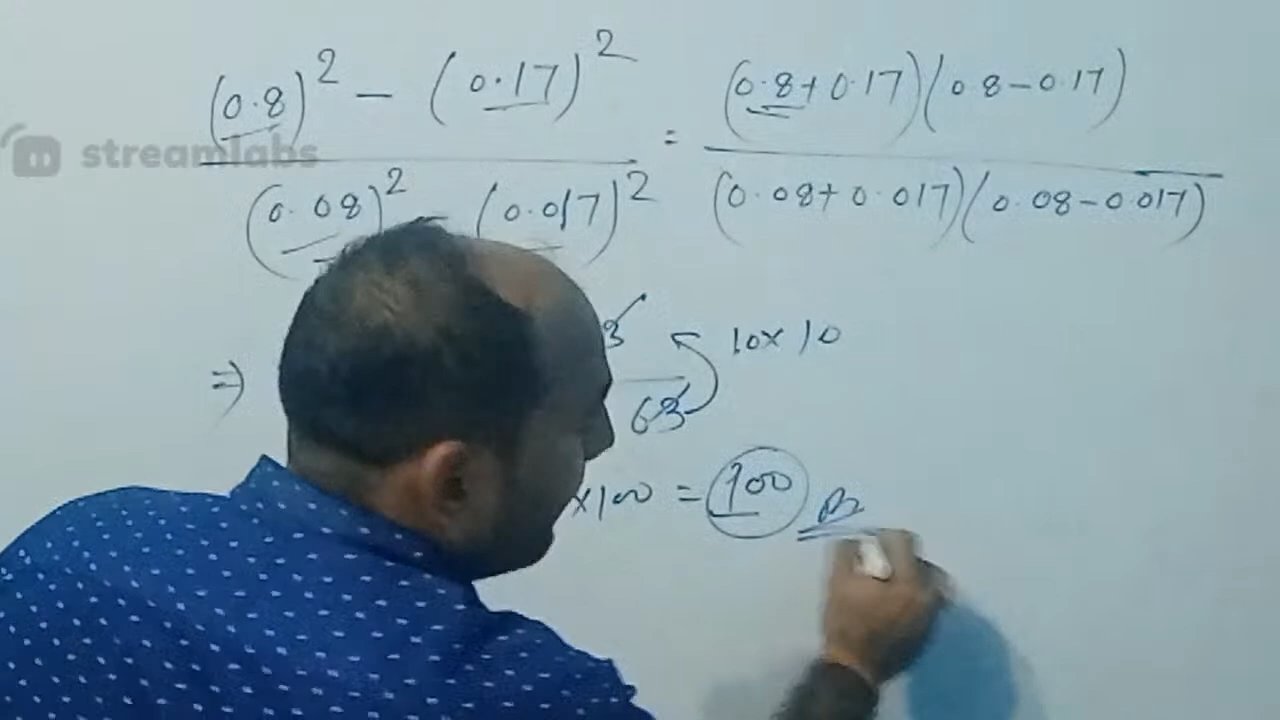 (0.8)² − (0.17)² = (0.8+0.17)(0.8−0.17)
streamlabs
(0.08)² − (0.017)² (0.08+0.017)(0.08−0.017)
⇒ 3 10×10
63
×100 = 100